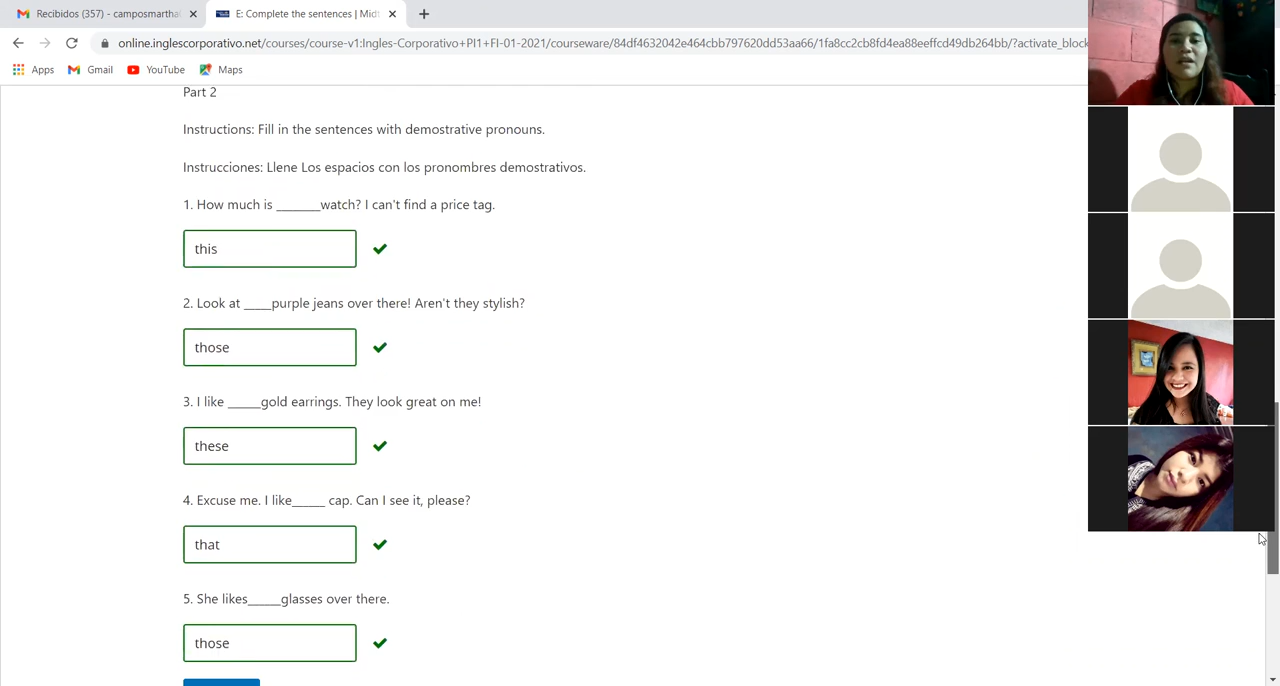 Recibidos (357) - camposmartha
E: Complete the sentences | Midt
online.inglescorporativo.net/courses/course-v1:Ingles-Corporativo+PI1+FI-01-2021/courseware/84df4632042e464cbb797620dd53aa66/1fa8cc2cb8fd4ea88eeffcd49db264bb/?activate_block
Apps Gmail YouTube Maps
Part 2
Instructions: Fill in the sentences with demostrative pronouns.
Instrucciones: Llene Los espacios con los pronombres demostrativos.
1. How much is _______watch? I can't find a price tag.
this
2. Look at ____purple jeans over there! Aren't they stylish?
those
3. I like _____gold earrings. They look great on me!
these
4. Excuse me. I like_____ cap. Can I see it, please?
that
5. She likes_____glasses over there.
those